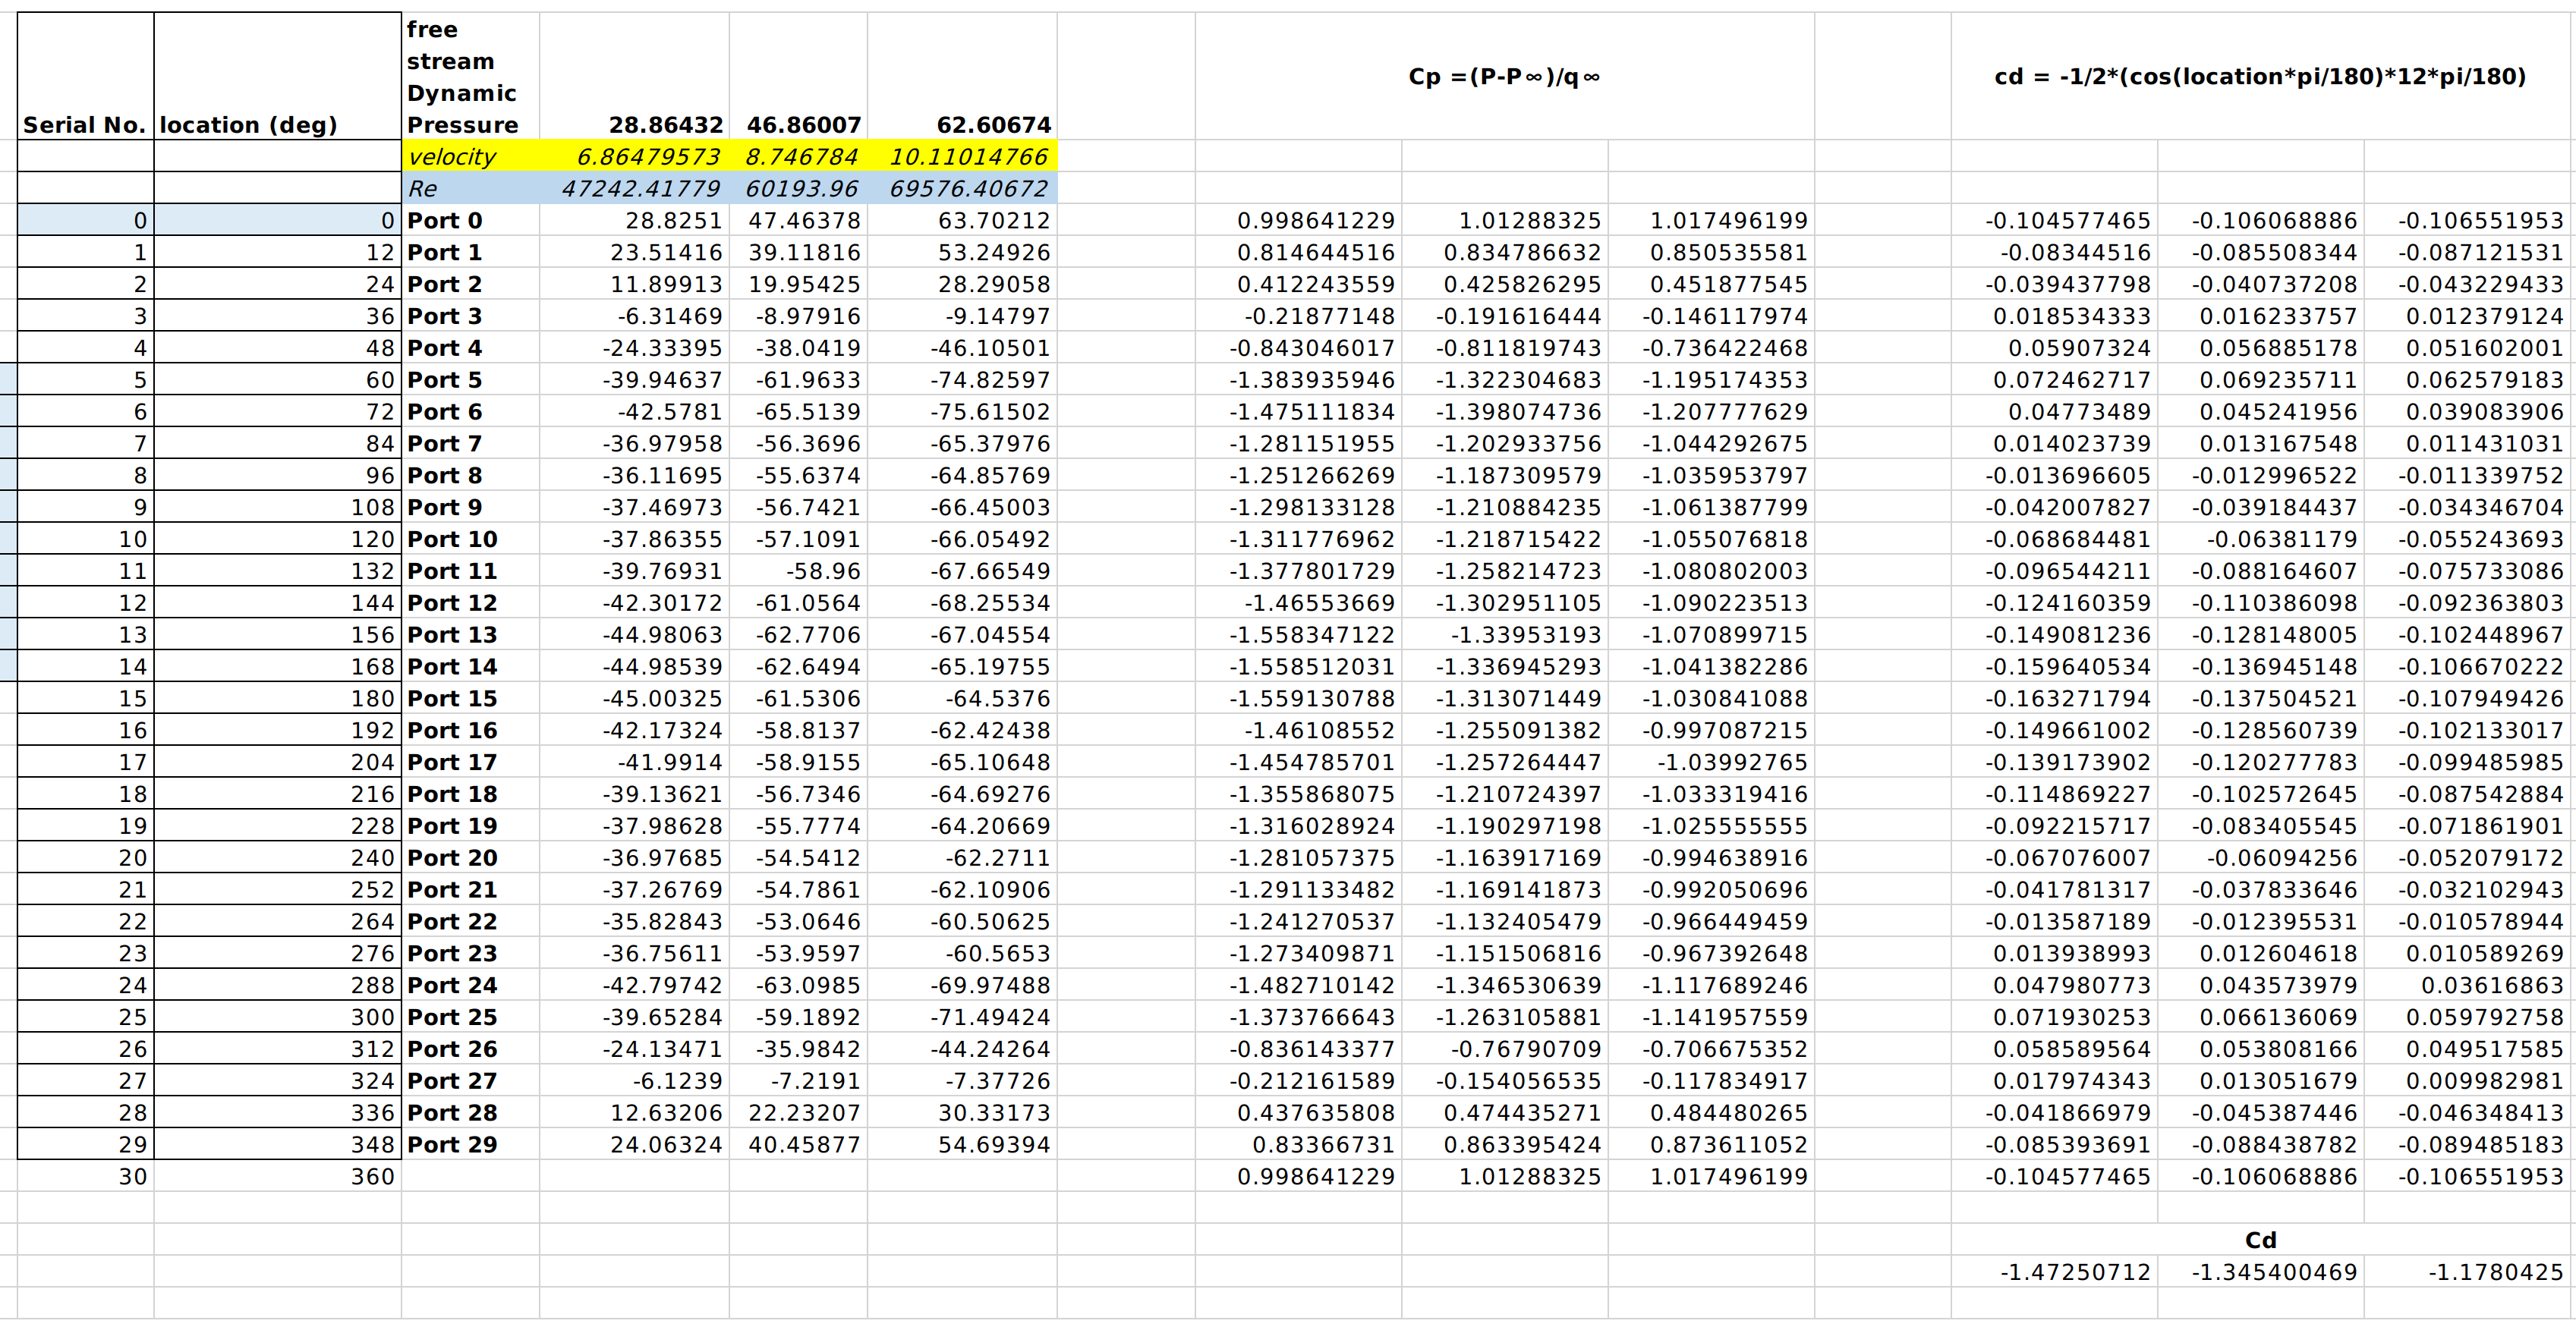 Serial No. location (deg) free stream Dynamic Pressure 28.86432 46.86007 62.60674 Cp =(P-P∞)/q∞ cd = -1/2*(cos(location*pi/180)*12*pi/180)
velocity 6.86479573 8.746784 10.11014766
Re 47242.41779 60193.96 69576.40672
0 0 Port 0 28.8251 47.46378 63.70212 0.998641229 1.01288325 1.017496199 -0.104577465 -0.106068886 -0.106551953
1 12 Port 1 23.51416 39.11816 53.24926 0.814644516 0.834786632 0.850535581 -0.08344516 -0.085508344 -0.087121531
2 24 Port 2 11.89913 19.95425 28.29058 0.412243559 0.425826295 0.451877545 -0.039437798 -0.040737208 -0.043229433
3 36 Port 3 -6.31469 -8.97916 -9.14797 -0.21877148 -0.191616444 -0.146117974 0.018534333 0.016233757 0.012379124
4 48 Port 4 -24.33395 -38.0419 -46.10501 -0.843046017 -0.811819743 -0.736422468 0.05907324 0.056885178 0.051602001
5 60 Port 5 -39.94637 -61.9633 -74.82597 -1.383935946 -1.322304683 -1.195174353 0.072462717 0.069235711 0.062579183
6 72 Port 6 -42.5781 -65.5139 -75.61502 -1.475111834 -1.398074736 -1.207777629 0.04773489 0.045241956 0.039083906
7 84 Port 7 -36.97958 -56.3696 -65.37976 -1.281151955 -1.202933756 -1.044292675 0.014023739 0.013167548 0.011431031
8 96 Port 8 -36.11695 -55.6374 -64.85769 -1.251266269 -1.187309579 -1.035953797 -0.013696605 -0.012996522 -0.011339752
9 108 Port 9 -37.46973 -56.7421 -66.45003 -1.298133128 -1.210884235 -1.061387799 -0.042007827 -0.039184437 -0.034346704
10 120 Port 10 -37.86355 -57.1091 -66.05492 -1.311776962 -1.218715422 -1.055076818 -0.068684481 -0.06381179 -0.055243693
11 132 Port 11 -39.76931 -58.96 -67.66549 -1.377801729 -1.258214723 -1.080802003 -0.096544211 -0.088164607 -0.075733086
12 144 Port 12 -42.30172 -61.0564 -68.25534 -1.46553669 -1.302951105 -1.090223513 -0.124160359 -0.110386098 -0.092363803
13 156 Port 13 -44.98063 -62.7706 -67.04554 -1.558347122 -1.33953193 -1.070899715 -0.149081236 -0.128148005 -0.102448967
14 168 Port 14 -44.98539 -62.6494 -65.19755 -1.558512031 -1.336945293 -1.041382286 -0.159640534 -0.136945148 -0.106670222
15 180 Port 15 -45.00325 -61.5306 -64.5376 -1.559130788 -1.313071449 -1.030841088 -0.163271794 -0.137504521 -0.107949426
16 192 Port 16 -42.17324 -58.8137 -62.42438 -1.46108552 -1.255091382 -0.997087215 -0.149661002 -0.128560739 -0.102133017
17 204 Port 17 -41.9914 -58.9155 -65.10648 -1.454785701 -1.257264447 -1.03992765 -0.139173902 -0.120277783 -0.099485985
18 216 Port 18 -39.13621 -56.7346 -64.69276 -1.355868075 -1.210724397 -1.033319416 -0.114869227 -0.102572645 -0.087542884
19 228 Port 19 -37.98628 -55.7774 -64.20669 -1.316028924 -1.190297198 -1.025555555 -0.092215717 -0.083405545 -0.071861901
20 240 Port 20 -36.97685 -54.5412 -62.2711 -1.281057375 -1.163917169 -0.994638916 -0.067076007 -0.06094256 -0.052079172
21 252 Port 21 -37.26769 -54.7861 -62.10906 -1.291133482 -1.169141873 -0.992050696 -0.041781317 -0.037833646 -0.032102943
22 264 Port 22 -35.82843 -53.0646 -60.50625 -1.241270537 -1.132405479 -0.966449459 -0.013587189 -0.012395531 -0.010578944
23 276 Port 23 -36.75611 -53.9597 -60.5653 -1.273409871 -1.151506816 -0.967392648 0.013938993 0.012604618 0.010589269
24 288 Port 24 -42.79742 -63.0985 -69.97488 -1.482710142 -1.346530639 -1.117689246 0.047980773 0.043573979 0.03616863
25 300 Port 25 -39.65284 -59.1892 -71.49424 -1.373766643 -1.263105881 -1.141957559 0.071930253 0.066136069 0.059792758
26 312 Port 26 -24.13471 -35.9842 -44.24264 -0.836143377 -0.76790709 -0.706675352 0.058589564 0.053808166 0.049517585
27 324 Port 27 -6.1239 -7.2191 -7.37726 -0.212161589 -0.154056535 -0.117834917 0.017974343 0.013051679 0.009982981
28 336 Port 28 12.63206 22.23207 30.33173 0.437635808 0.474435271 0.484480265 -0.041866979 -0.045387446 -0.046348413
29 348 Port 29 24.06324 40.45877 54.69394 0.83366731 0.863395424 0.873611052 -0.085393691 -0.088438782 -0.089485183
30 360 0.998641229 1.01288325 1.017496199 -0.104577465 -0.106068886 -0.106551953
Cd
-1.47250712 -1.345400469 -1.1780425